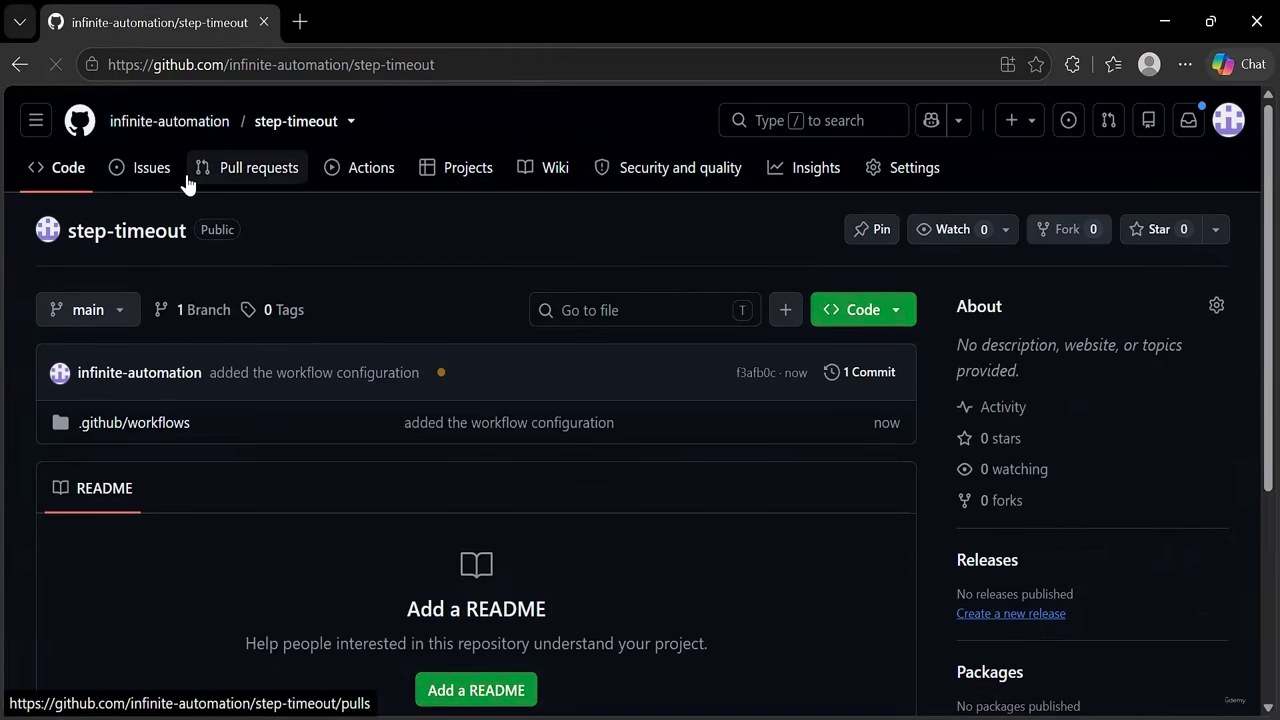 infinite-automation/step-timeout
https://github.com/infinite-automation/step-timeout
Chat
infinite-automation / step-timeout
Type / to search
Code Issues Pull requests Actions Projects Wiki Security and quality Insights Settings
step-timeout Public
Pin Watch 0 Fork 0 Star 0
main 1 Branch 0 Tags Go to file T + Code
About
No description, website, or topics
provided.
infinite-automation added the workflow configuration f3afb0c · now 1 Commit
.github/workflows added the workflow configuration now
Activity
0 stars
0 watching
0 forks
README
Add a README
Help people interested in this repository understand your project.
Add a README
Releases
No releases published
Create a new release
Packages
No packages published
https://github.com/infinite-automation/step-timeout/pulls
udemy